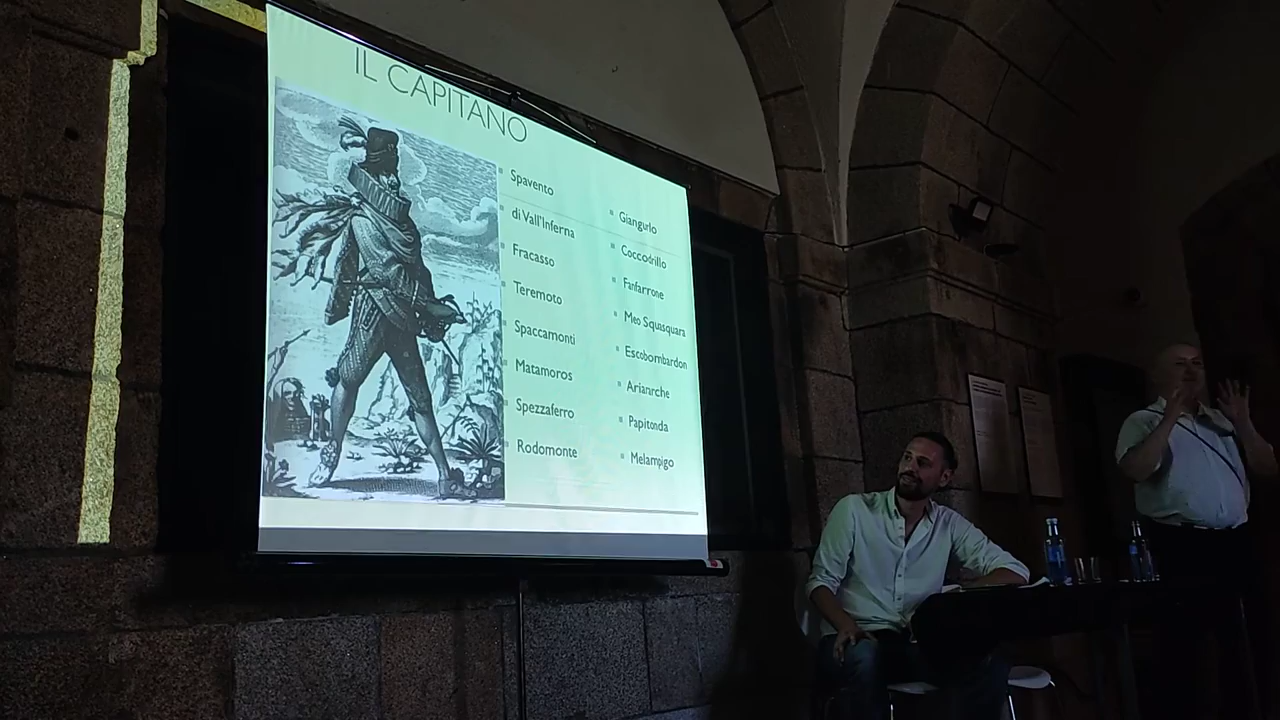 IL CAPITANO
Spavento
di Vall'Inferna
Fracasso
Teremoto
Spaccamonti
Matamoros
Spezzaferro
Rodomonte
Giangurlo
Coccodrillo
Fanfarrone
Meo Squasquara
Escobombardon
Ariararche
Papitonda
Melampigo